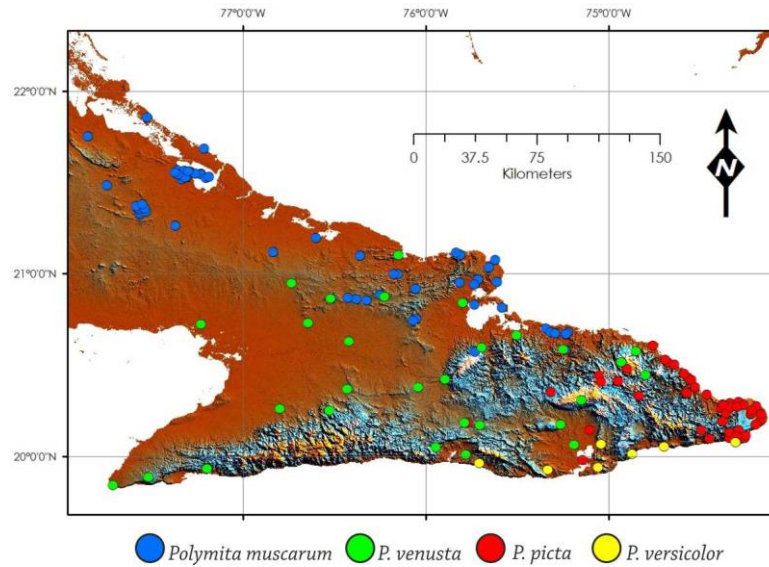 77°0'0"W 76°0'0"W 75°0'0"W
22°0'0"N
0 37.5 75 150
Kilometers
N
21°0'0"N
20°0'0"N
Polymita muscarum P. venusta P. picta P. versicolor